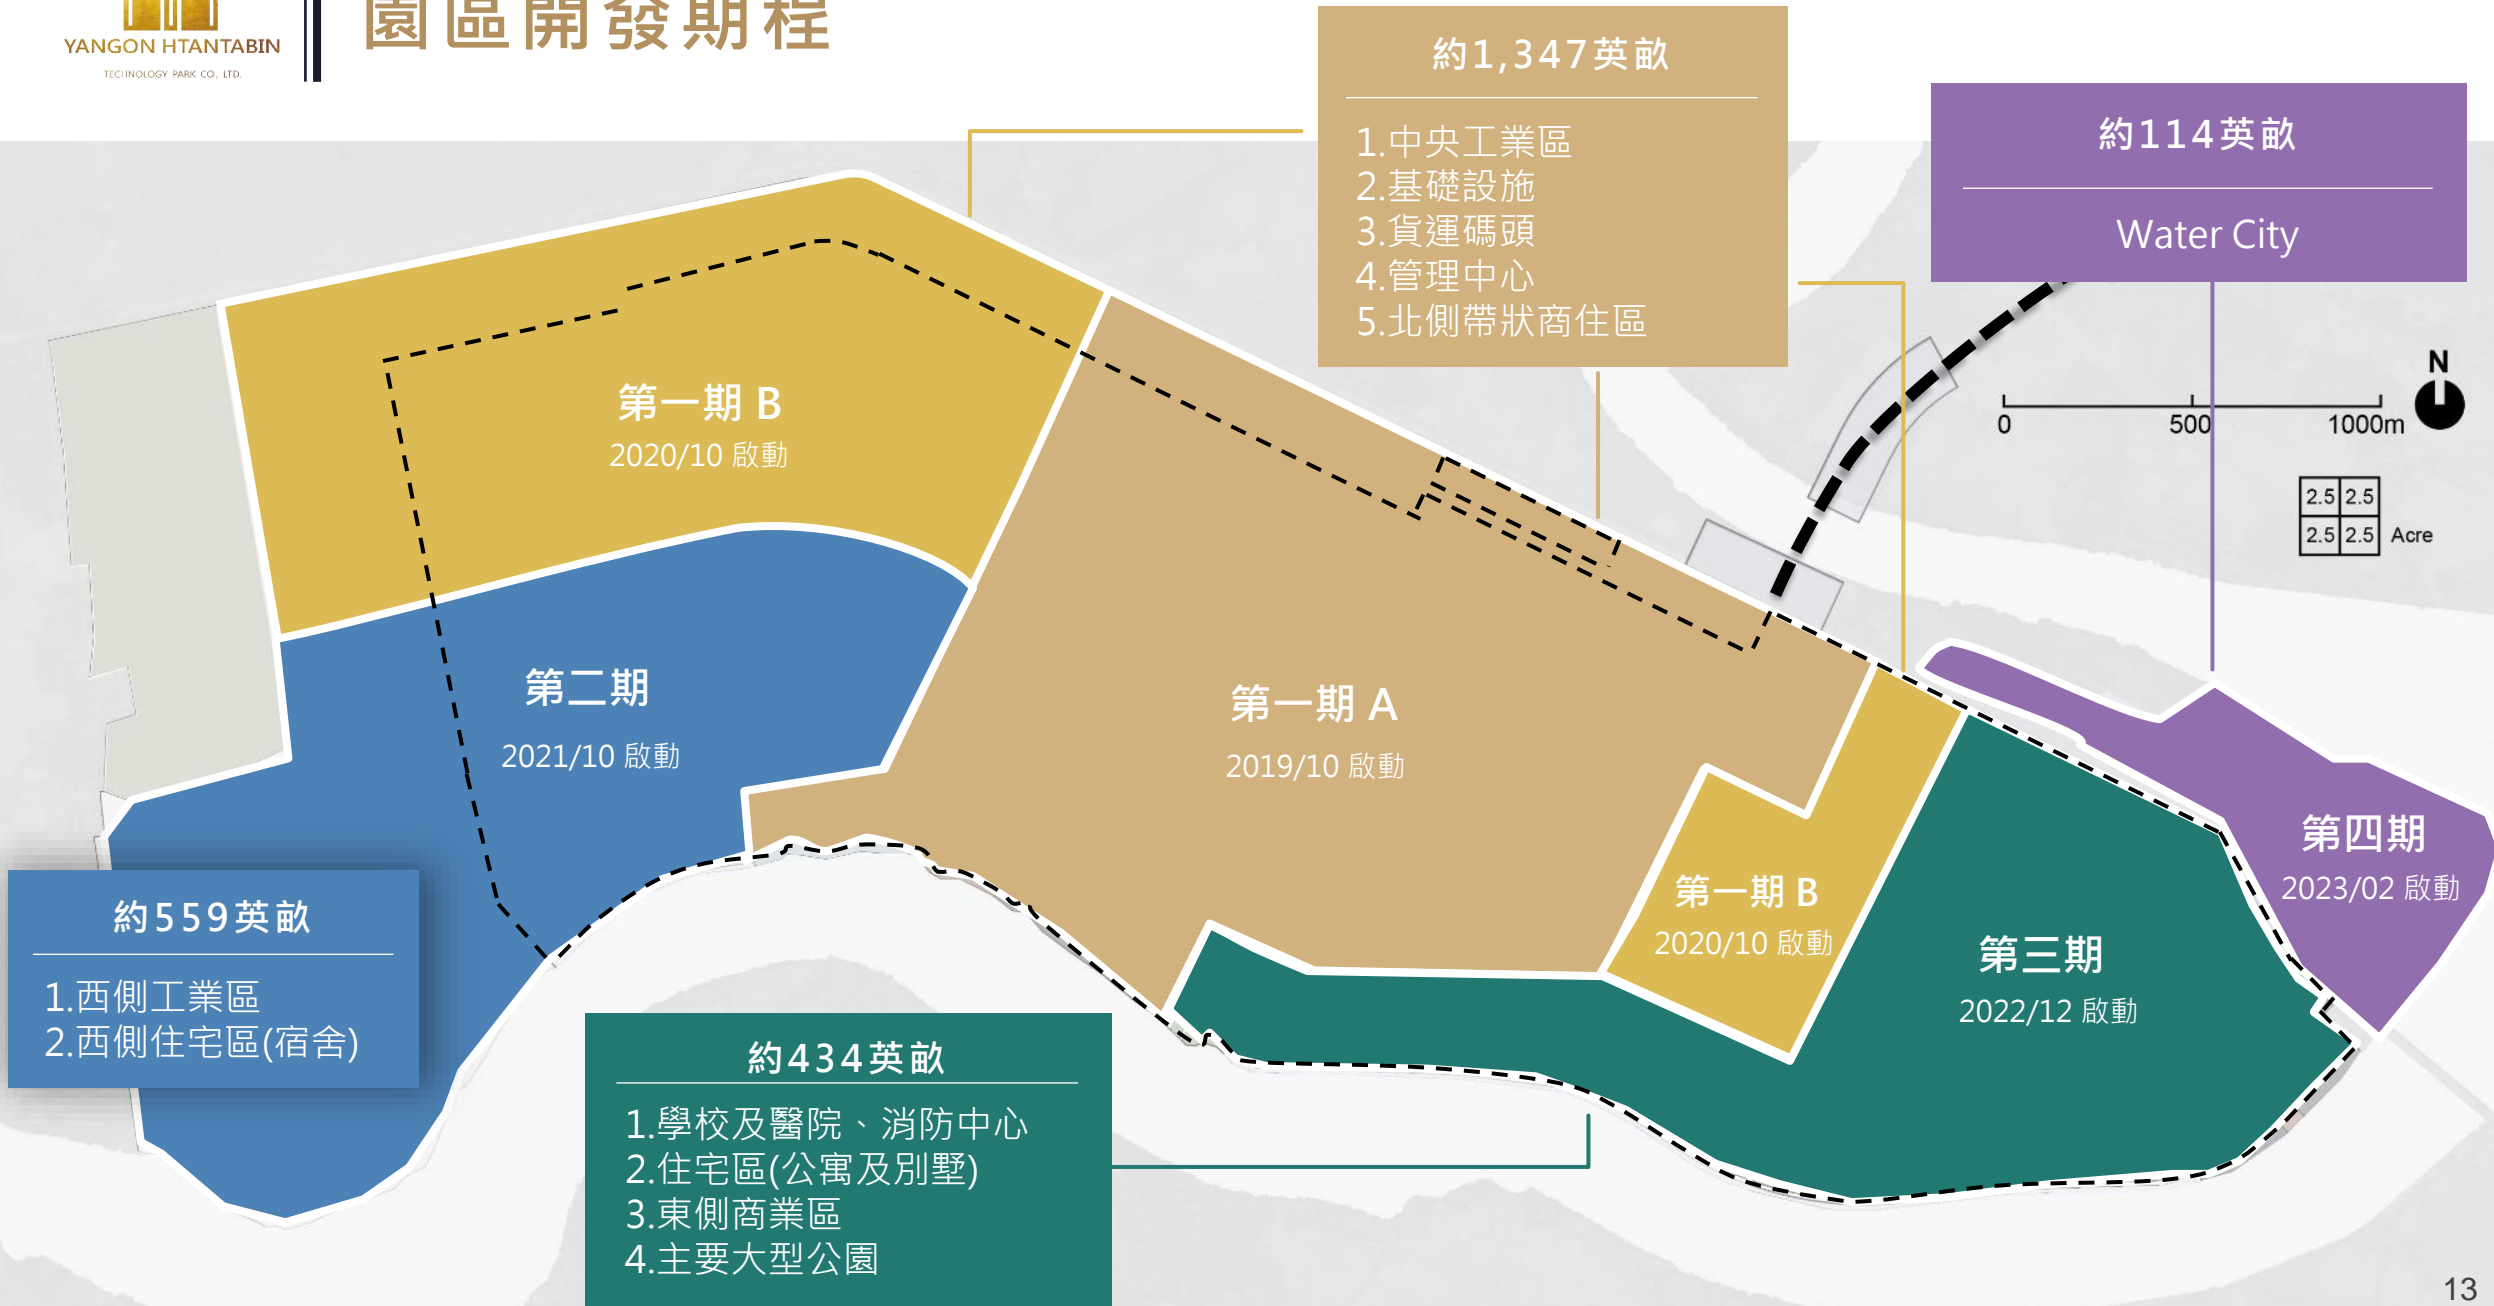 YANGON HTANTABIN
TECHNOLOGY PARK CO., LTD.
園區開發期程
約1,347英畝
1.中央工業區
2.基礎設施
3.貨運碼頭
4.管理中心
5.北側帶狀商住區
約114英畝
Water City
N
0
500
1000m
2.5 2.5
2.5 2.5 Acre
第一期 B
2020/10 啟動
第二期
2021/10 啟動
第一期 A
2019/10 啟動
第一期 B
2020/10 啟動
第三期
2022/12 啟動
第四期
2023/02 啟動
約559英畝
1.西側工業區
2.西側住宅區(宿舍)
約434英畝
1.學校及醫院、消防中心
2.住宅區(公寓及別墅)
3.東側商業區
4.主要大型公園
13